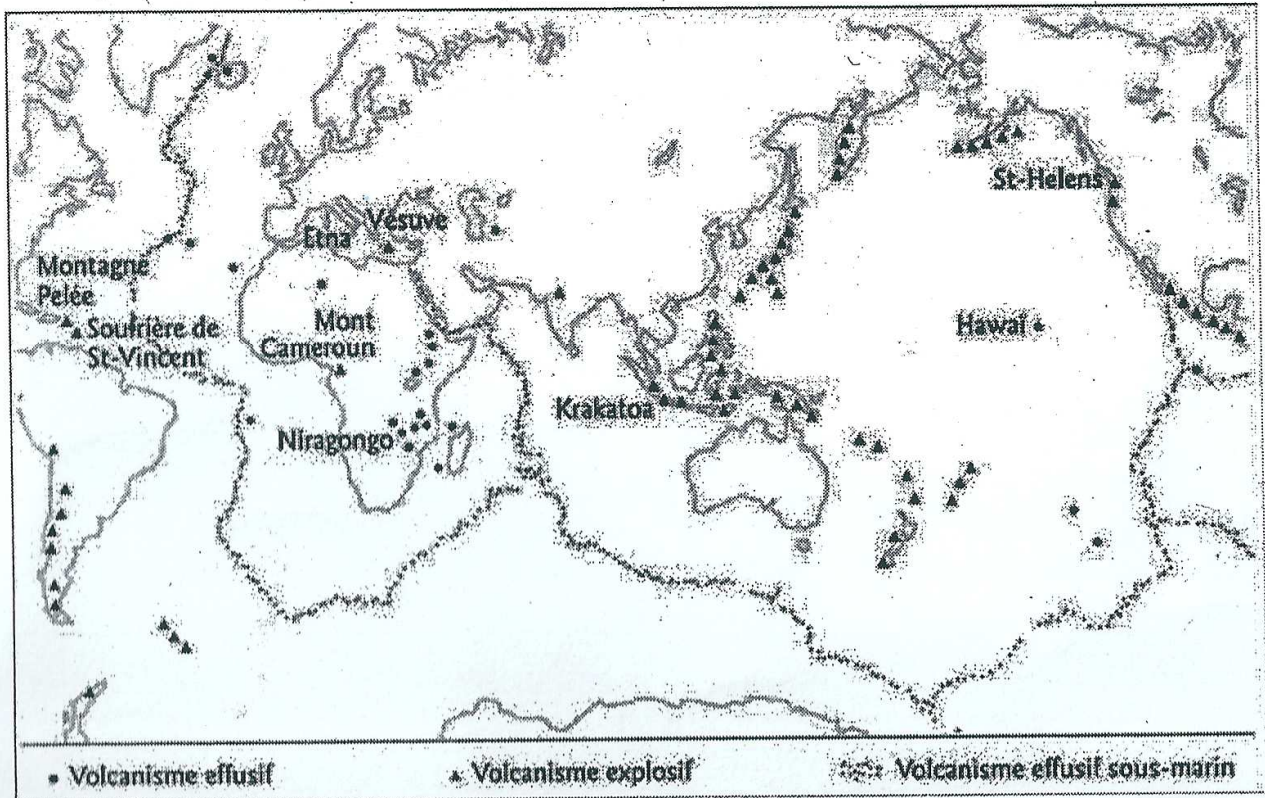 St-Helens
Vésuve
Etna
Montagne
Pelée
Soufrière de
St-Vincent
Mont
Cameroun
Hawaï
Krakatoa
Niragongo
Volcanisme effusif
Volcanisme explosif
Volcanisme effusif sous-marin